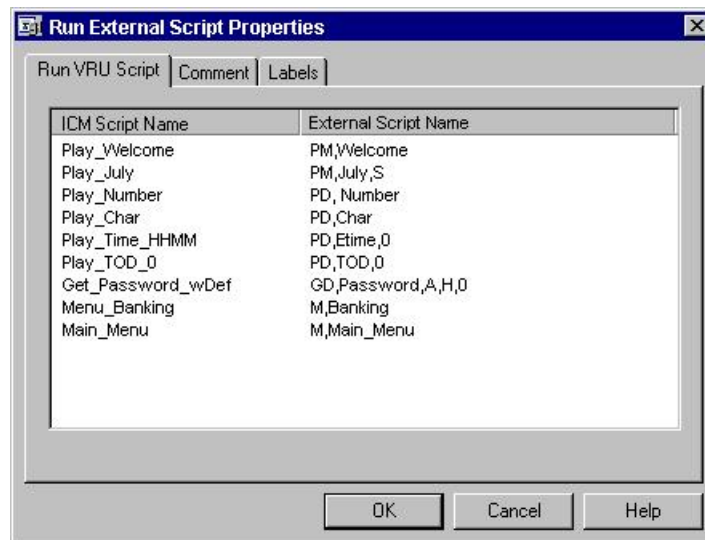 Run External Script Properties
Run VRU Script Comment Labels
ICM Script Name External Script Name
Play_Welcome PM,Welcome
Play_July PM,July,S
Play_Number PD, Number
Play_Char PD,Char
Play_Time_HHMM PD,Etime,0
Play_TOD_0 PD,TOD,0
Get_Password_wDef GD,Password,A,H,0
Menu_Banking M,Banking
Main_Menu M,Main_Menu
OK Cancel Help